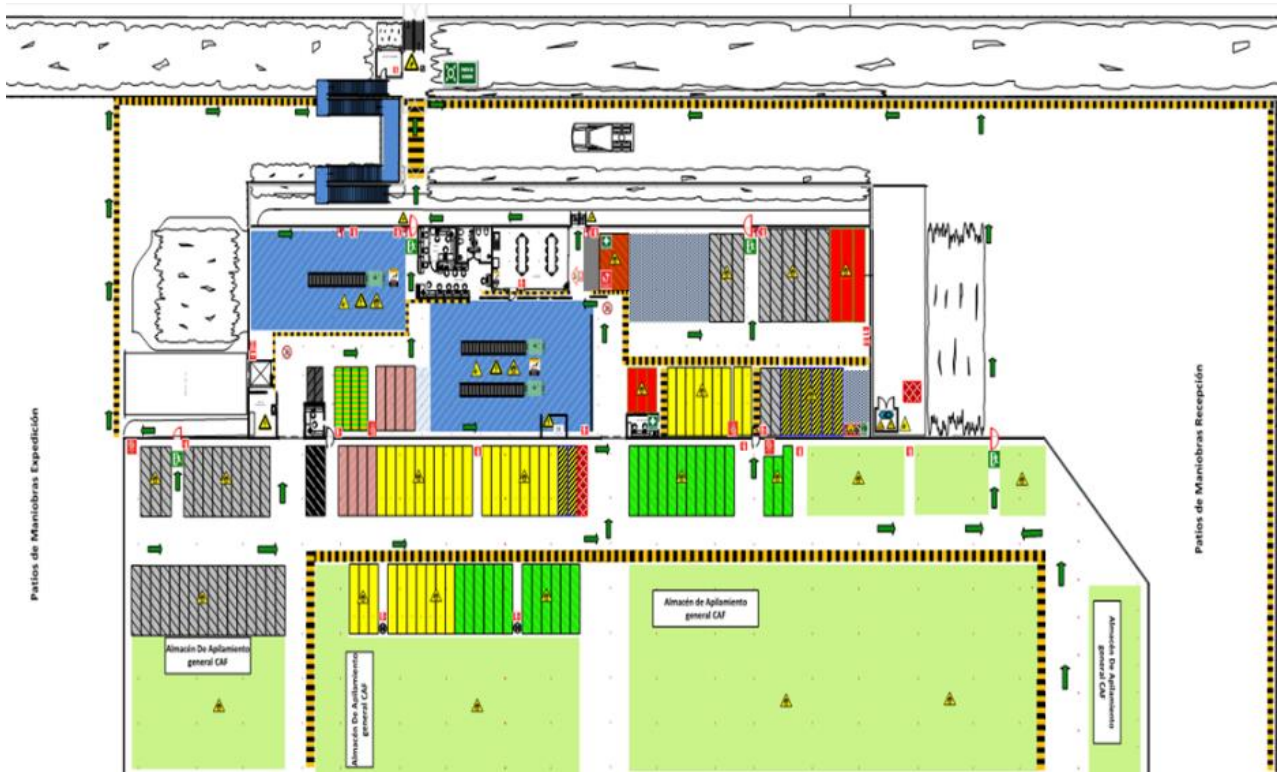 Patios de Maniobras Expedición
Patios de Maniobras Recepción
Almacén De Apilamiento
general CAF
Almacén De Apilamiento
general CAF
Almacén de Apilamiento
general CAF
Almacén De Apilamiento
general CAF